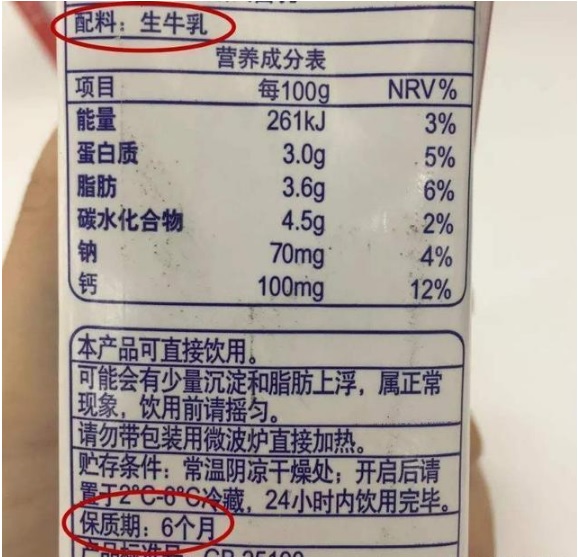 配料：生牛乳
营养成分表
项目 每100g NRV%
能量 261kJ 3%
蛋白质 3.0g 5%
脂肪 3.6g 6%
碳水化合物 4.5g 2%
钠 70mg 4%
钙 100mg 12%
本产品可直接饮用。
可能会有少量沉淀和脂肪上浮，属正常
现象，饮用前请摇匀。
请勿带包装用微波炉直接加热。
贮存条件：常温阴凉干燥处；开启后请
置于2°C-6°C冷藏，24小时内饮用完毕。
保质期：6个月